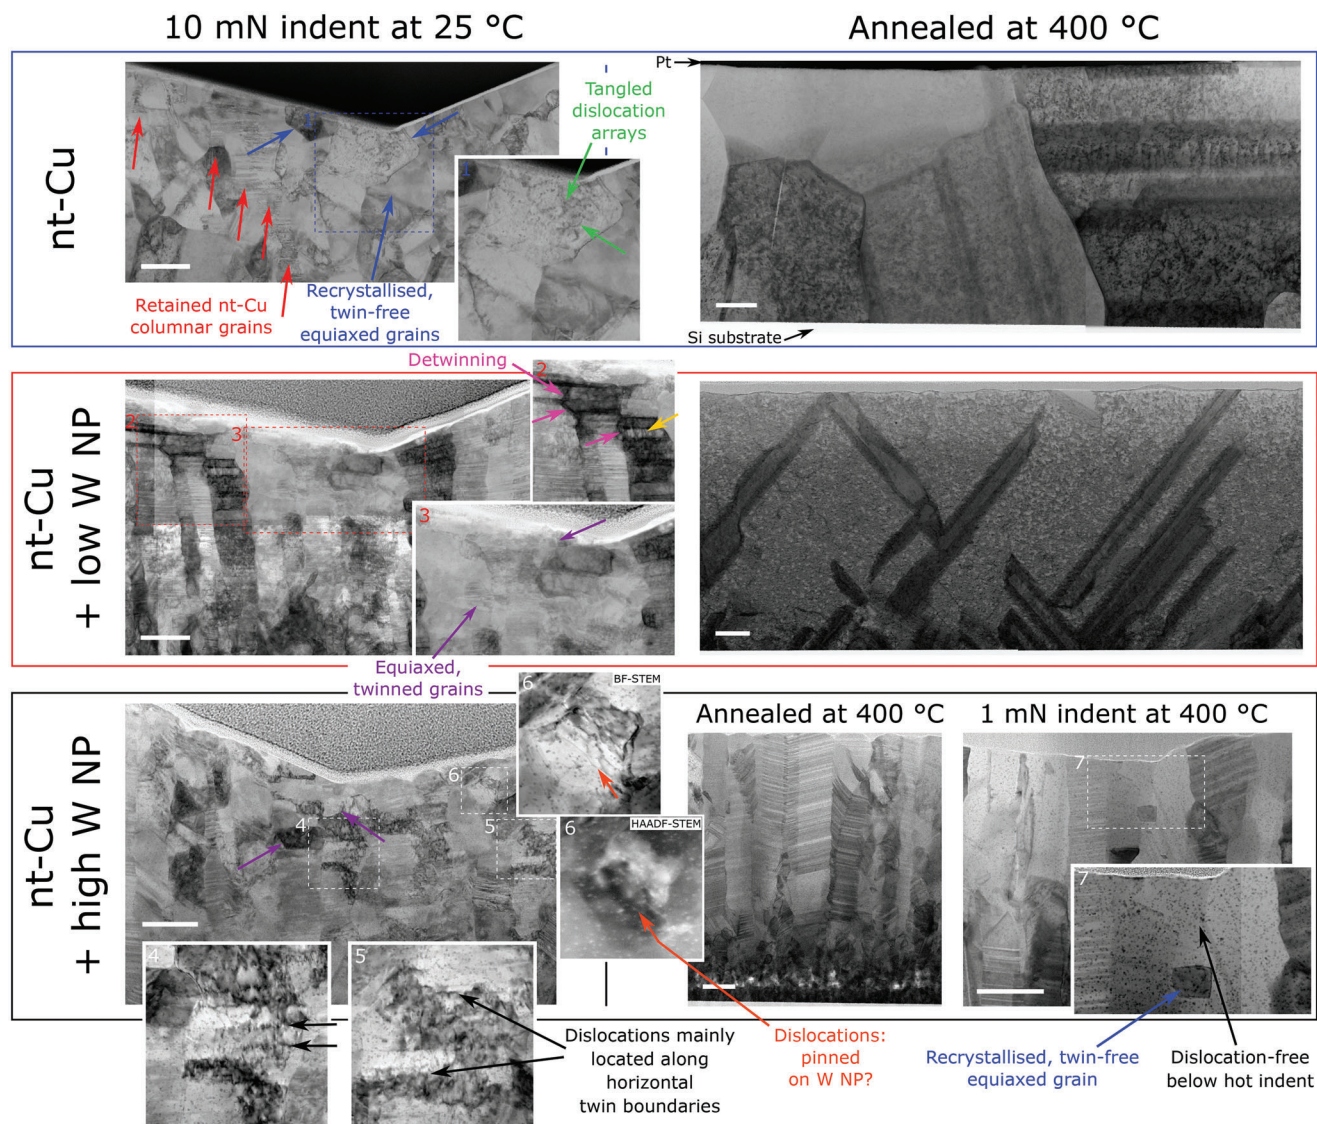 10 mN indent at 25 °C
Annealed at 400 °C
nt-Cu
Pt
Tangled
dislocation
arrays
1
1
Retained nt-Cu
columnar grains
Recrystallised,
twin-free
equiaxed grains
Si substrate
nt-Cu
+ low W NP
Detwinning
2
3
2
3
Equiaxed,
twinned grains
nt-Cu
+ high W NP
6
BF-STEM
6
4
5
6
HAADF-STEM
4
5
Dislocations mainly
located along
horizontal
twin boundaries
Annealed at 400 °C
1 mN indent at 400 °C
7
7
Dislocations:
pinned
on W NP?
Recrystallised, twin-free
equiaxed grain
Dislocation-free
below hot indent